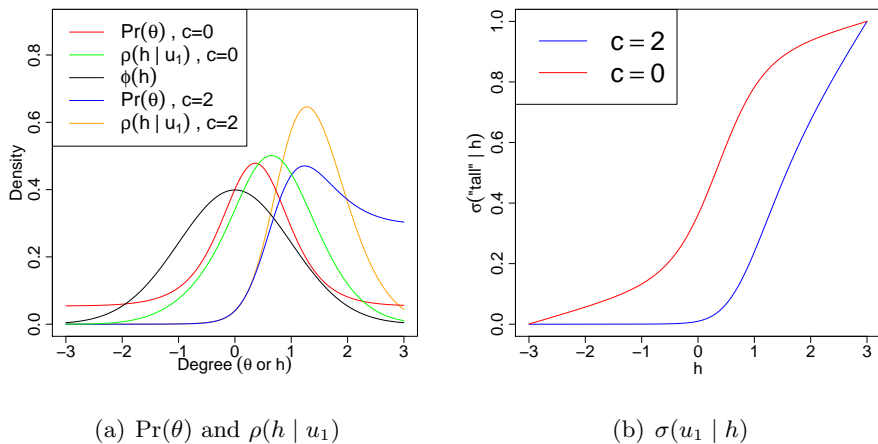 Pr(θ) , c=0
ρ(h | u₁) , c=0
ϕ(h)
Pr(θ) , c=2
ρ(h | u₁) , c=2
Density
0.0
0.2
0.4
0.6
0.8
−3
−2
−1
0
1
2
3
Degree (θ or h)
(a) Pr(θ) and ρ(h | u₁)
c = 2
c = 0
σ("tall" | h)
0.0
0.2
0.4
0.6
0.8
1.0
−3
−2
−1
0
1
2
3
h
(b) σ(u₁ | h)